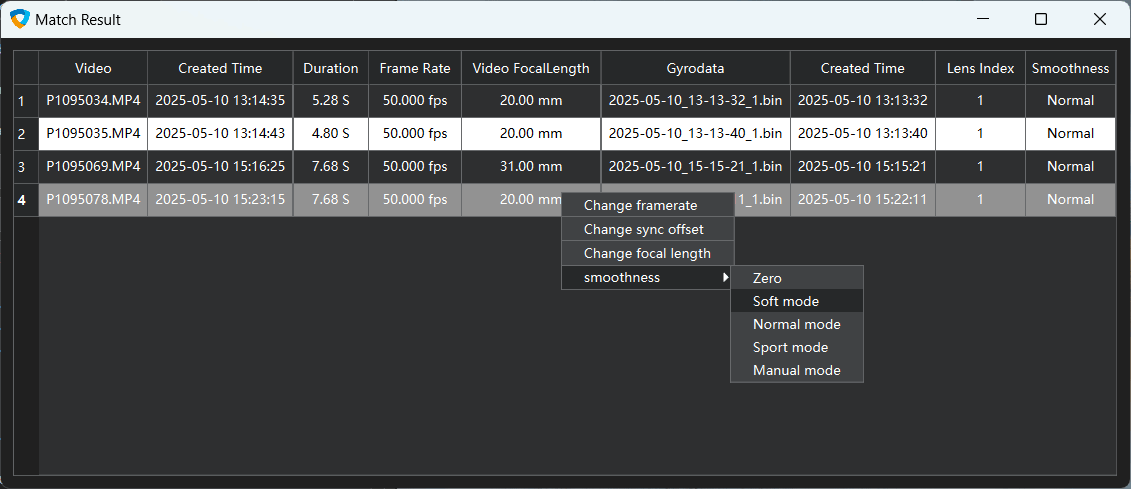 Match Result
Video Created Time Duration Frame Rate Video FocalLength Gyrodata Created Time Lens Index Smoothness
1 P1095034.MP4 2025-05-10 13:14:35 5.28 S 50.000 fps 20.00 mm 2025-05-10_13-13-32_1.bin 2025-05-10 13:13:32 1 Normal
2 P1095035.MP4 2025-05-10 13:14:43 4.80 S 50.000 fps 20.00 mm 2025-05-10_13-13-40_1.bin 2025-05-10 13:13:40 1 Normal
3 P1095069.MP4 2025-05-10 15:16:25 7.68 S 50.000 fps 31.00 mm 2025-05-10_15-15-21_1.bin 2025-05-10 15:15:21 1 Normal
4 P1095078.MP4 2025-05-10 15:23:15 7.68 S 50.000 fps 20.00 mm 1_1.bin 2025-05-10 15:22:11 1 Normal
Change framerate
Change sync offset
Change focal length
smoothness
Zero
Soft mode
Normal mode
Sport mode
Manual mode